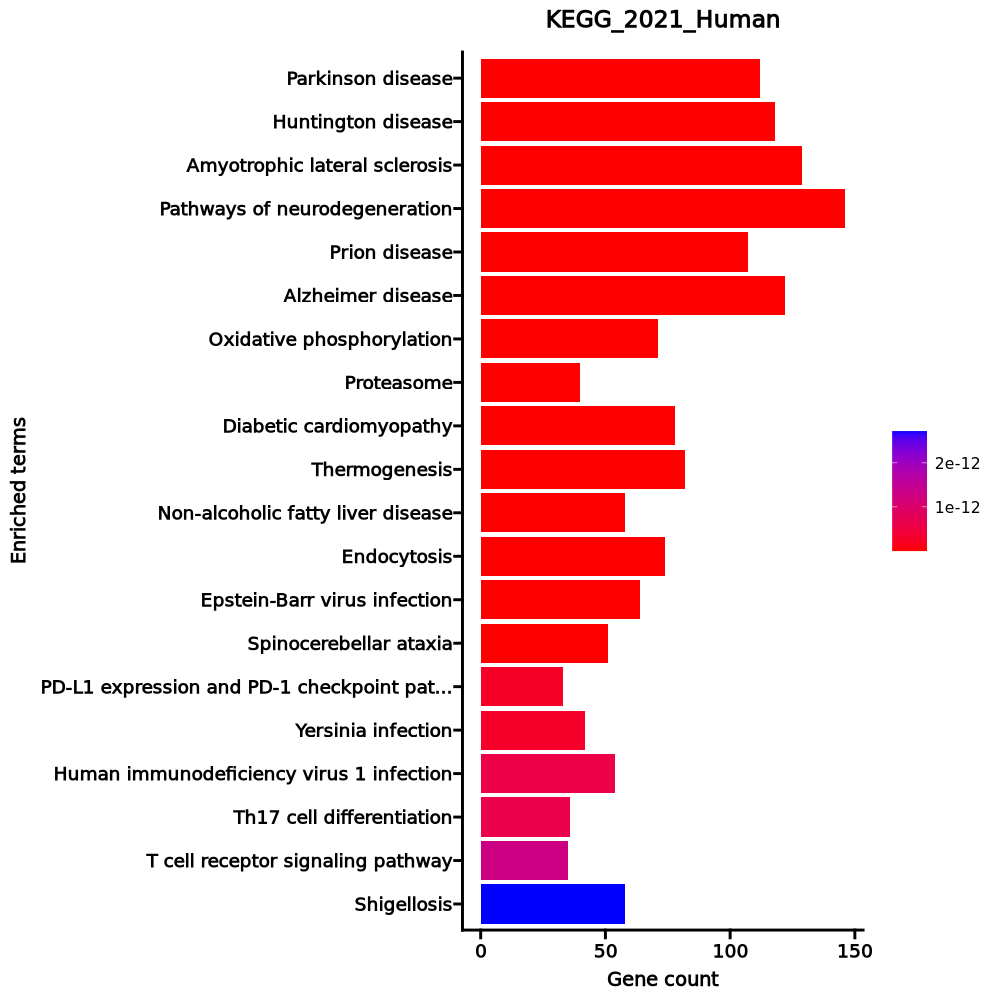 KEGG_2021_Human
Parkinson disease
Huntington disease
Amyotrophic lateral sclerosis
Pathways of neurodegeneration
Prion disease
Alzheimer disease
Oxidative phosphorylation
Proteasome
Diabetic cardiomyopathy
Thermogenesis
Non-alcoholic fatty liver disease
Endocytosis
Epstein-Barr virus infection
Spinocerebellar ataxia
PD-L1 expression and PD-1 checkpoint pat...
Yersinia infection
Human immunodeficiency virus 1 infection
Th17 cell differentiation
T cell receptor signaling pathway
Shigellosis
Enriched terms
0 50 100 150
Gene count
2e-12
1e-12